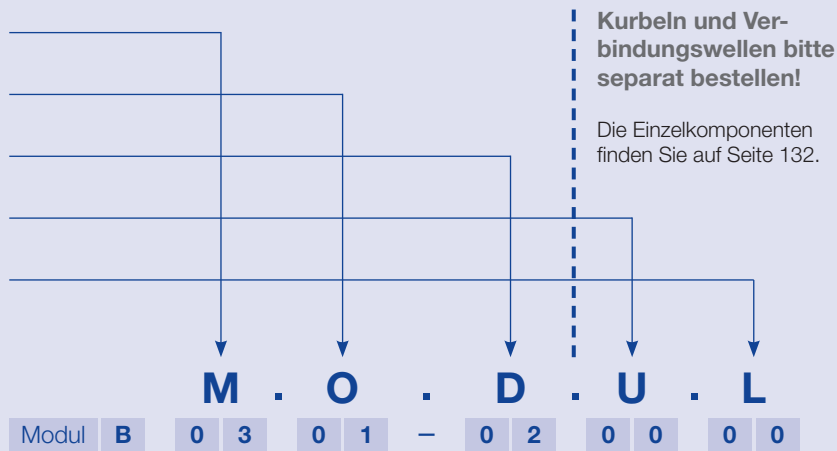 Kurbeln und Ver-
bindungswellen bitte
separat bestellen!
Die Einzelkomponenten
finden Sie auf Seite 132.
M . O . D . U . L
Modul B 0 3 0 1 – 0 2 0 0 0 0